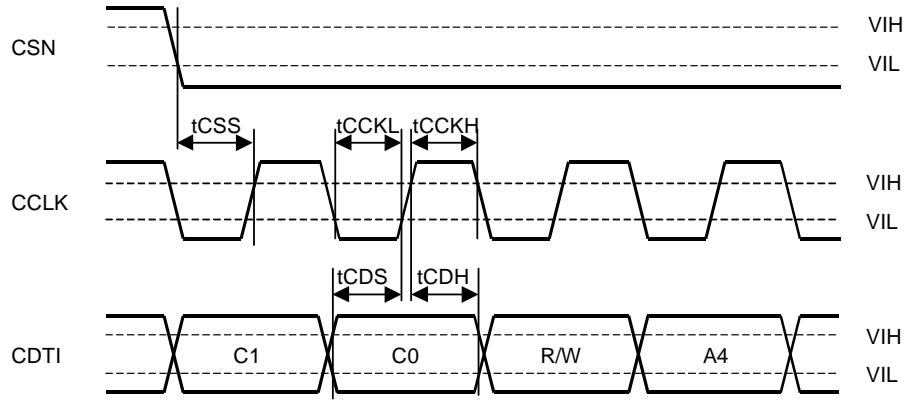 CSN
VIH
VIL
tCSS
tCCKL
tCCKH
CCLK
VIH
VIL
tCDS
tCDH
CDTI
C1
C0
R/W
A4
VIH
VIL